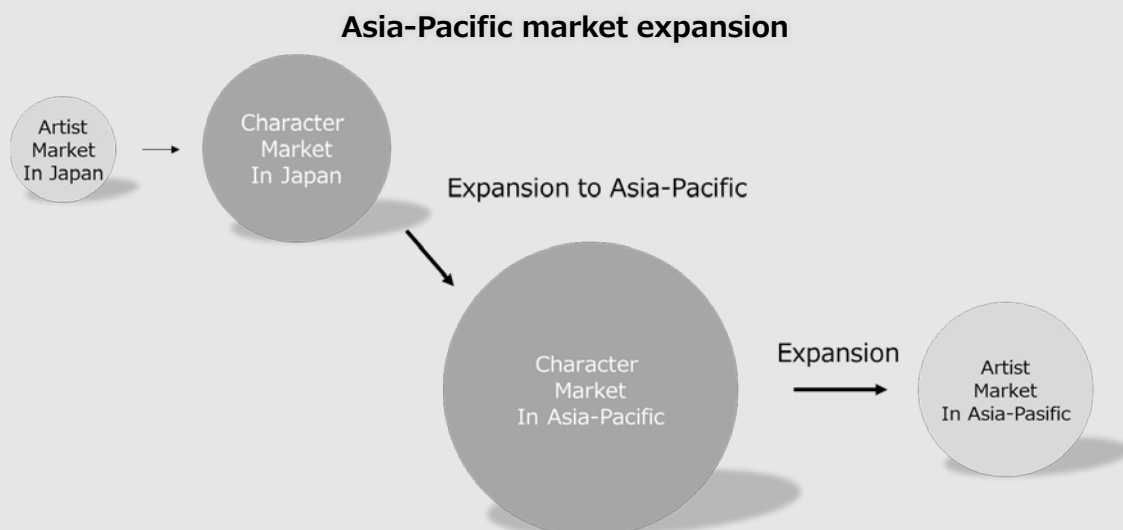 Asia-Pacific market expansion
Artist
Market
In Japan
Character
Market
In Japan
Expansion to Asia-Pacific
Character
Market
In Asia-Pacific
Expansion
Artist
Market
In Asia-Pasific